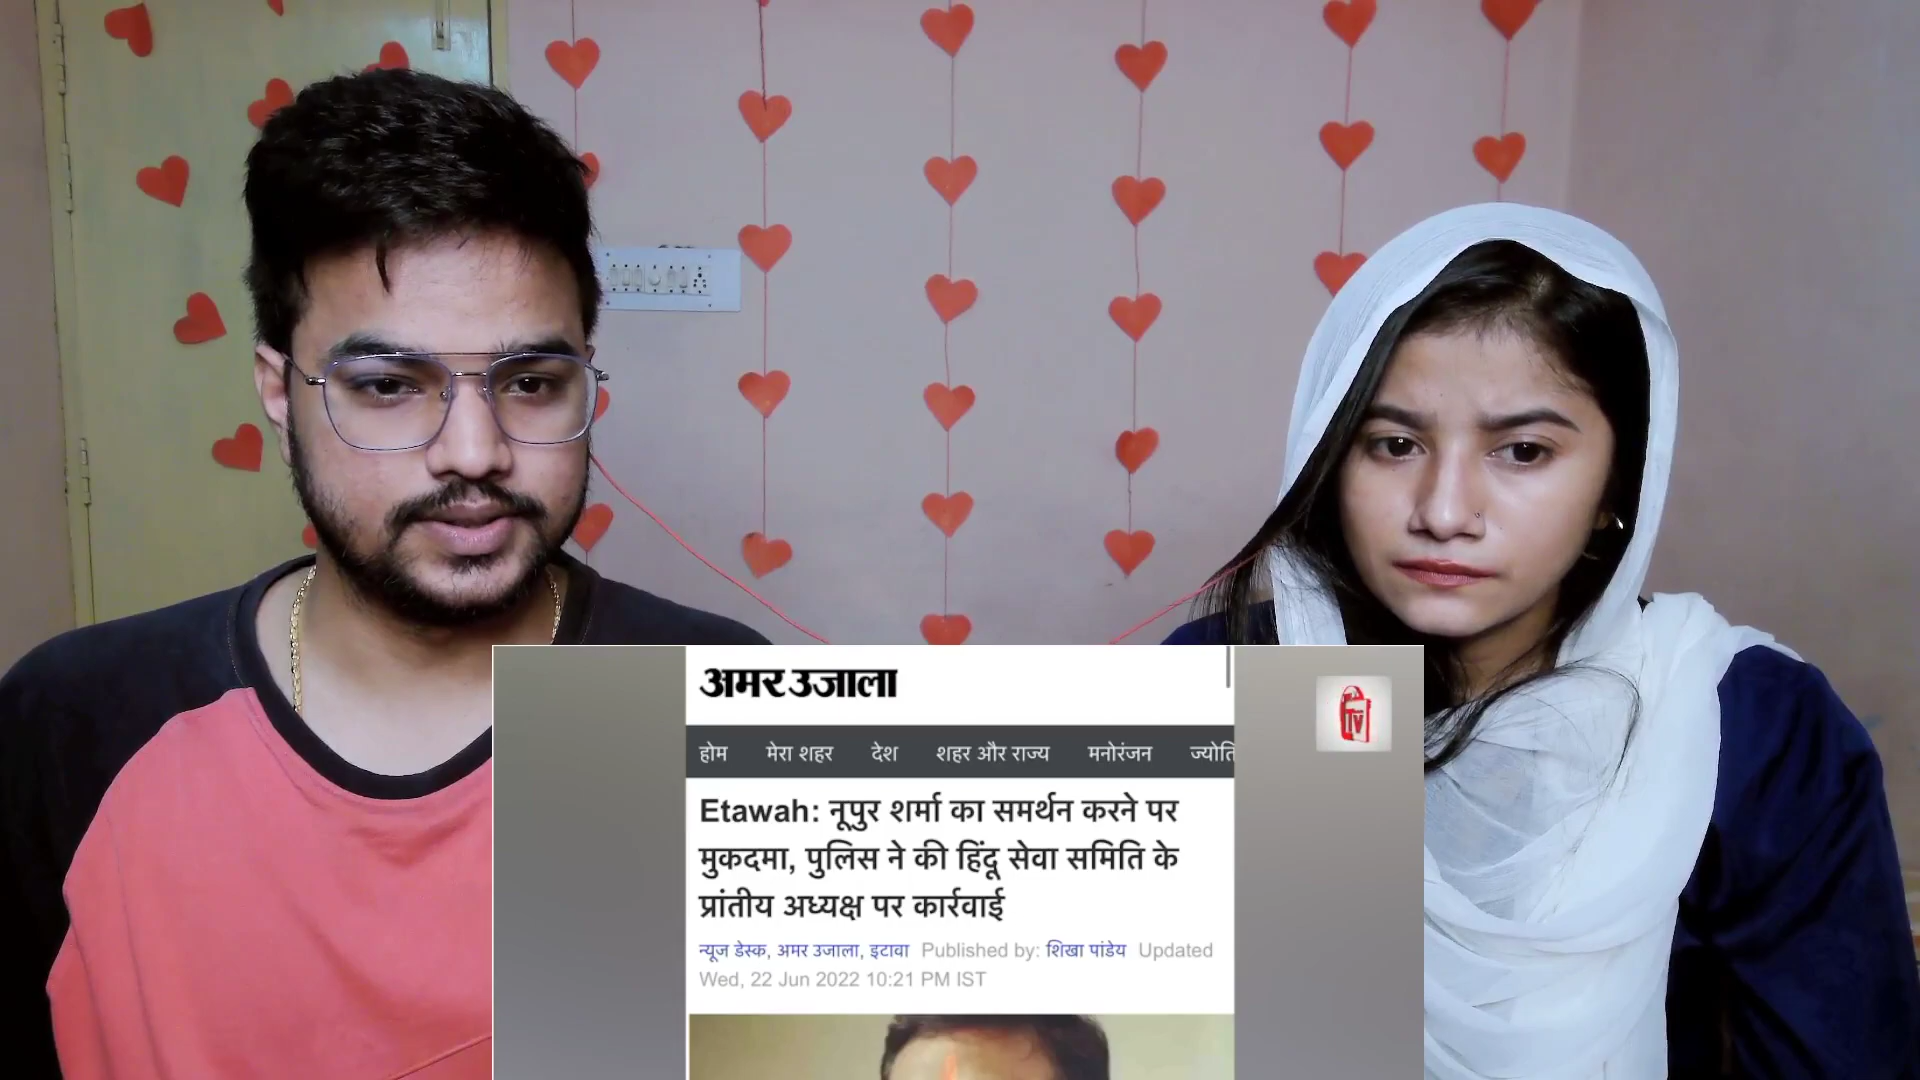 अमर उजाला
TV
होम मेरा शहर देश शहर और राज्य मनोरंजन
Etawah: नूपुर शर्मा का समर्थन करने पर
मुकदमा, पुलिस ने की हिंदू सेवा समिति के
प्रांतीय अध्यक्ष पर कार्रवाई
न्यूज डेस्क, अमर उजाला, इटावा Published by: शिखा पांडेय Updated
Wed, 22 Jun 2022 10:21 PM IST